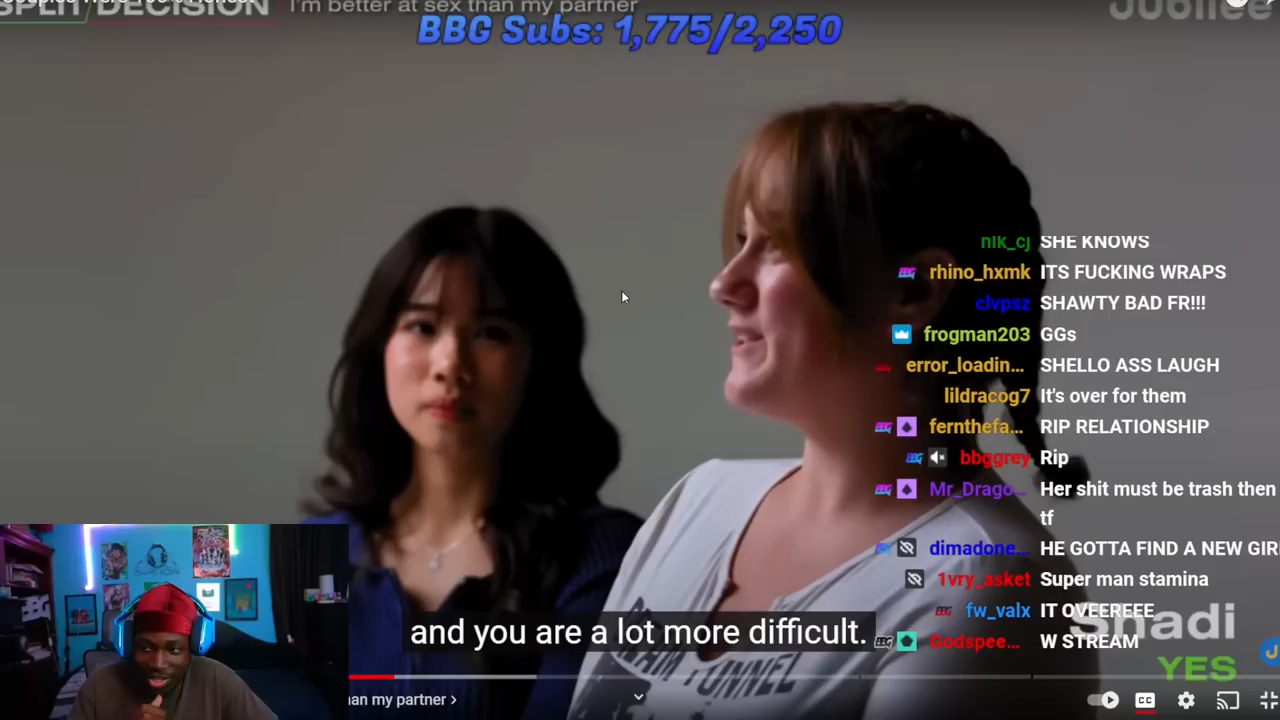 SPLIT DECISION I'm better at sex than my partner
Jubilee
BBG Subs: 1,775/2,250
nik_cj SHE KNOWS
rhino_hxmk ITS FUCKING WRAPS
clvpsz SHAWTY BAD FR!!!
frogman203 GGs
error_loadin... SHELLO ASS LAUGH
lildracog7 It's over for them
fernthefa... RIP RELATIONSHIP
bbggrey Rip
Mr_Drago... Her shit must be trash then
tf
dimadone... HE GOTTA FIND A NEW GIR
1vry_asket Super man stamina
fw_valx IT OVEEREEE
Godspee... W STREAM
and you are a lot more difficult.
Shadi
YES
TUNNEL
an my partner >
CC